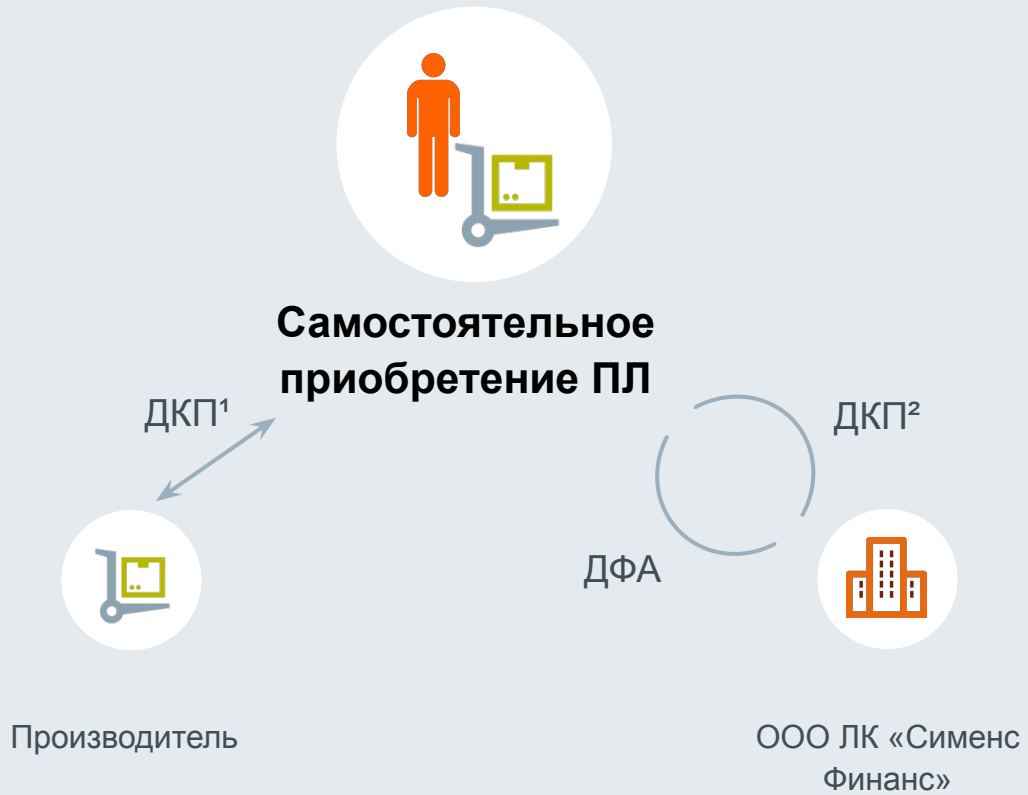 Самостоятельное
приобретение ПЛ
ДКП¹
ДКП²
ДФА
Производитель
ООО ЛК «Сименс
Финанс»